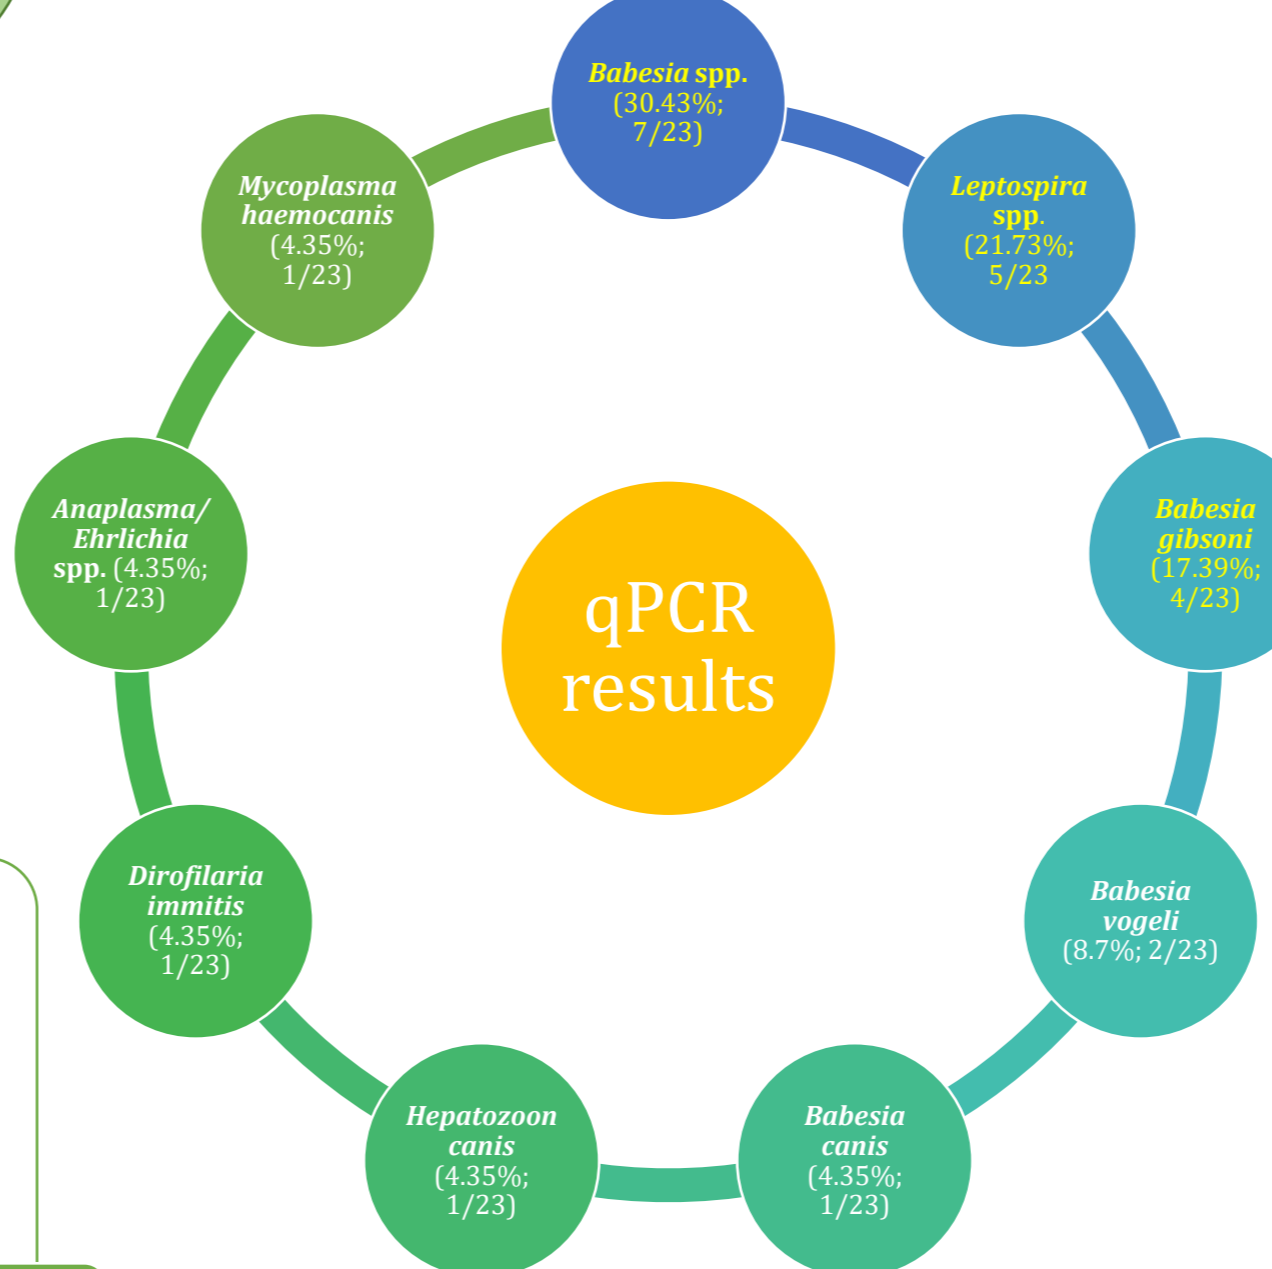 Babesia spp.
(30.43%;
7/23)
Leptospira
spp.
(21.73%;
5/23
Babesia
gibsoni
(17.39%;
4/23)
Babesia
vogeli
(8.7%; 2/23)
Babesia
canis
(4.35%;
1/23)
Hepatozoon
canis
(4.35%;
1/23)
Dirofilaria
immitis
(4.35%;
1/23)
Anaplasma/
Ehrlichia
spp. (4.35%;
1/23)
Mycoplasma
haemocanis
(4.35%;
1/23)
qPCR
results